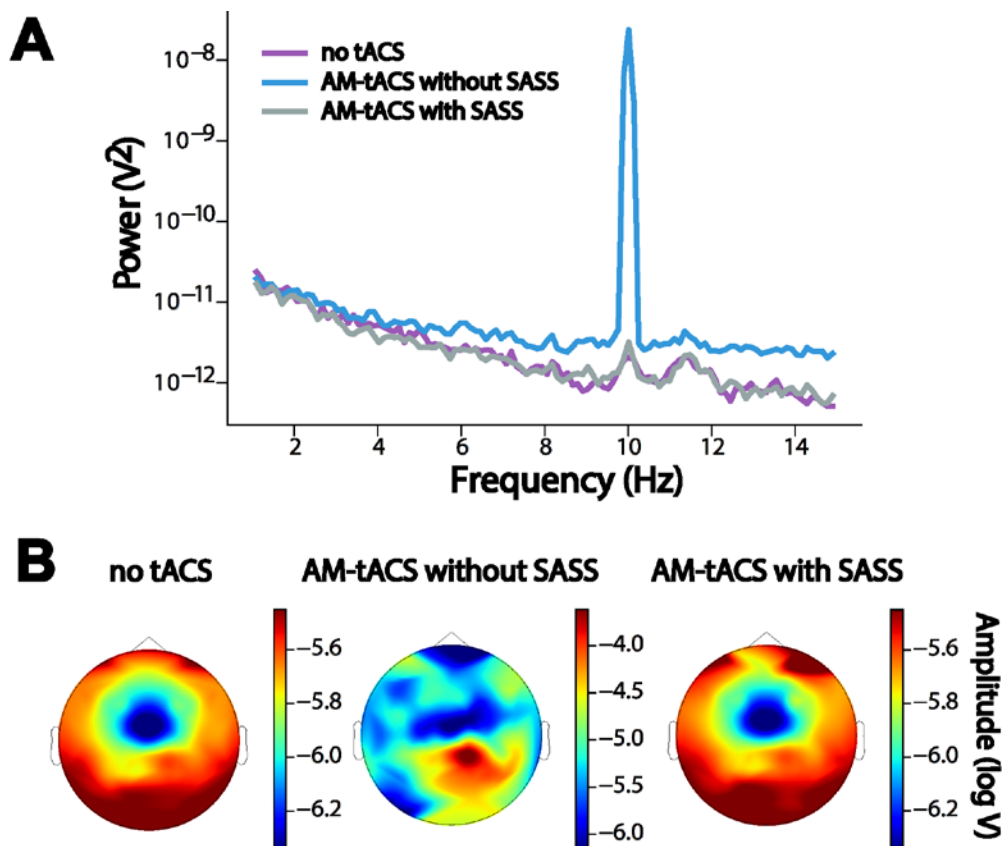 A
no tACS
AM-tACS without SASS
AM-tACS with SASS
Power (V²)
10⁻⁸
10⁻⁹
10⁻¹⁰
10⁻¹¹
10⁻¹²
2 4 6 8 10 12 14
Frequency (Hz)
B
no tACS
AM-tACS without SASS
AM-tACS with SASS
−5.6
−5.8
−6.0
−6.2
−4.0
−4.5
−5.0
−5.5
−6.0
−5.6
−5.8
−6.0
−6.2
Amplitude (log V)